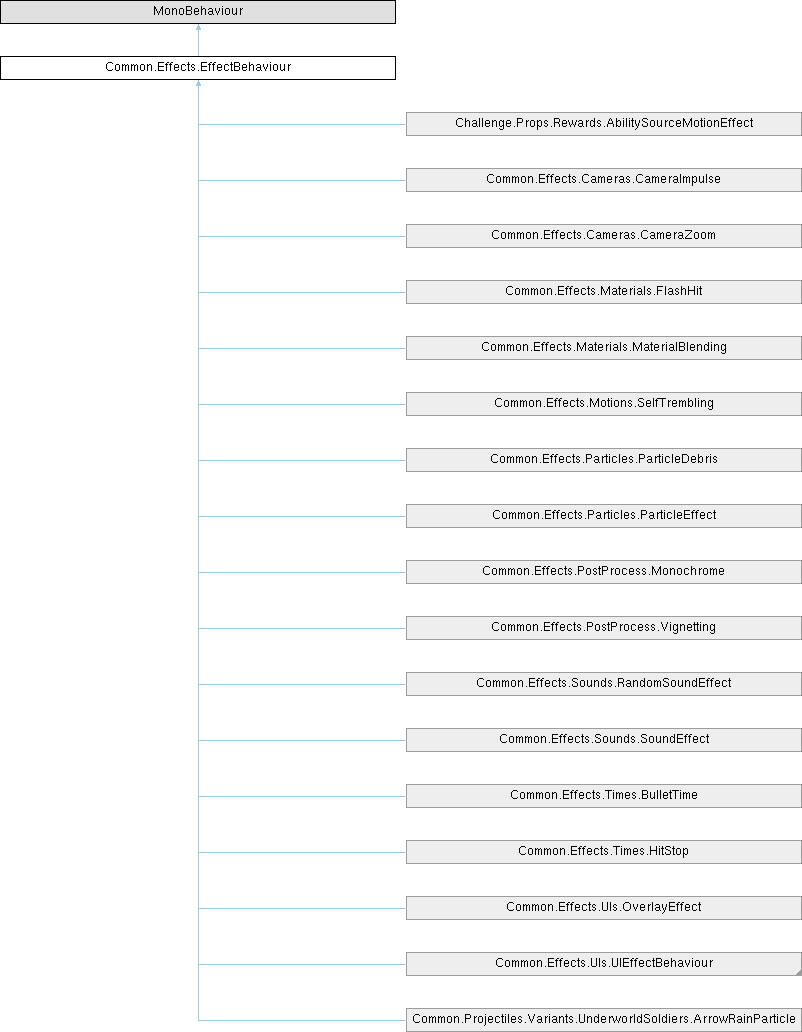 MonoBehaviour
Common.Effects.EffectBehaviour
Challenge.Props.Rewards.AbilitySourceMotionEffect
Common.Effects.Cameras.CameraImpulse
Common.Effects.Cameras.CameraZoom
Common.Effects.Materials.FlashHit
Common.Effects.Materials.MaterialBlending
Common.Effects.Motions.SelfTrembling
Common.Effects.Particles.ParticleDebris
Common.Effects.Particles.ParticleEffect
Common.Effects.PostProcess.Monochrome
Common.Effects.PostProcess.Vignetting
Common.Effects.Sounds.RandomSoundEffect
Common.Effects.Sounds.SoundEffect
Common.Effects.Times.BulletTime
Common.Effects.Times.HitStop
Common.Effects.UIs.OverlayEffect
Common.Effects.UIs.UIEffectBehaviour
Common.Projectiles.Variants.UnderworldSoldiers.ArrowRainParticle